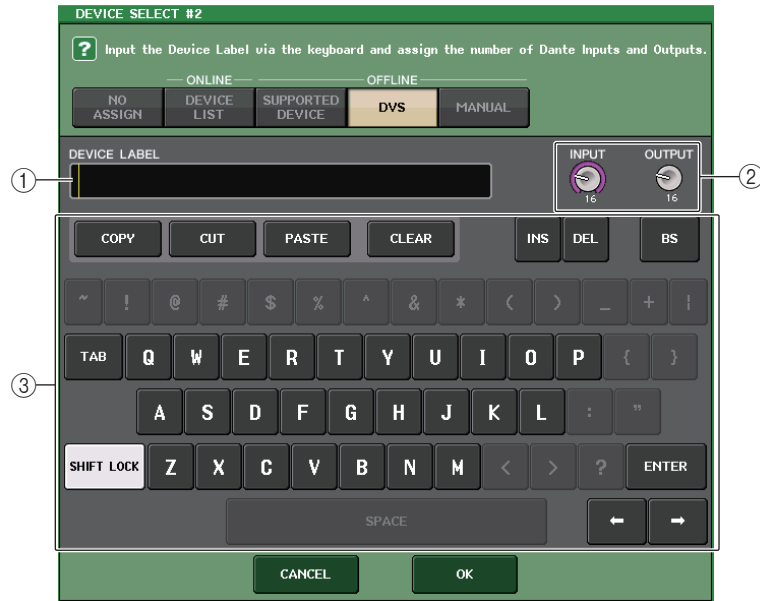 DEVICE SELECT #2
? Input the Device Label via the keyboard and assign the number of Dante Inputs and Outputs.
ONLINE OFFLINE
NO ASSIGN DEVICE LIST SUPPORTED DEVICE DVS MANUAL
DEVICE LABEL INPUT OUTPUT
① ②
16 16
COPY CUT PASTE CLEAR INS DEL BS
~ ! @ # $ % ^ & * ( ) _ + ¦
TAB Q W E R T Y U I O P { }
③
A S D F G H J K L : "
SHIFT LOCK Z X C V B N M < > ? ENTER
SPACE ← →
CANCEL OK